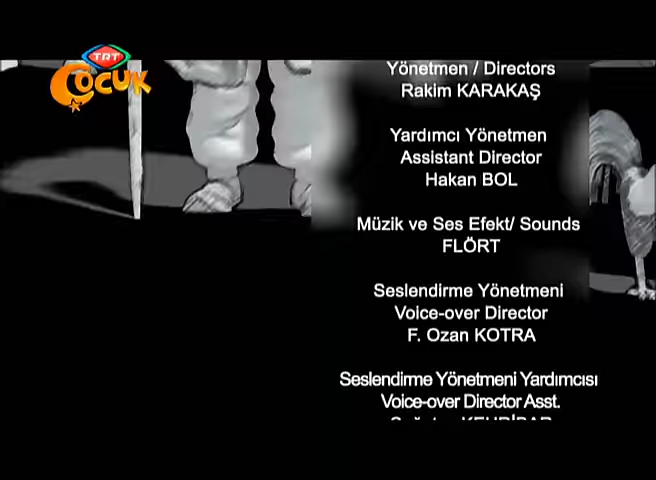 TRT
ÇOCUK
Yönetmen / Directors
Rakim KARAKAŞ
Yardımcı Yönetmen
Assistant Director
Hakan BOL
Müzik ve Ses Efekt/ Sounds
FLÖRT
Seslendirme Yönetmeni
Voice-over Director
F. Ozan KOTRA
Seslendirme Yönetmeni Yardımcısı
Voice-over Director Asst.